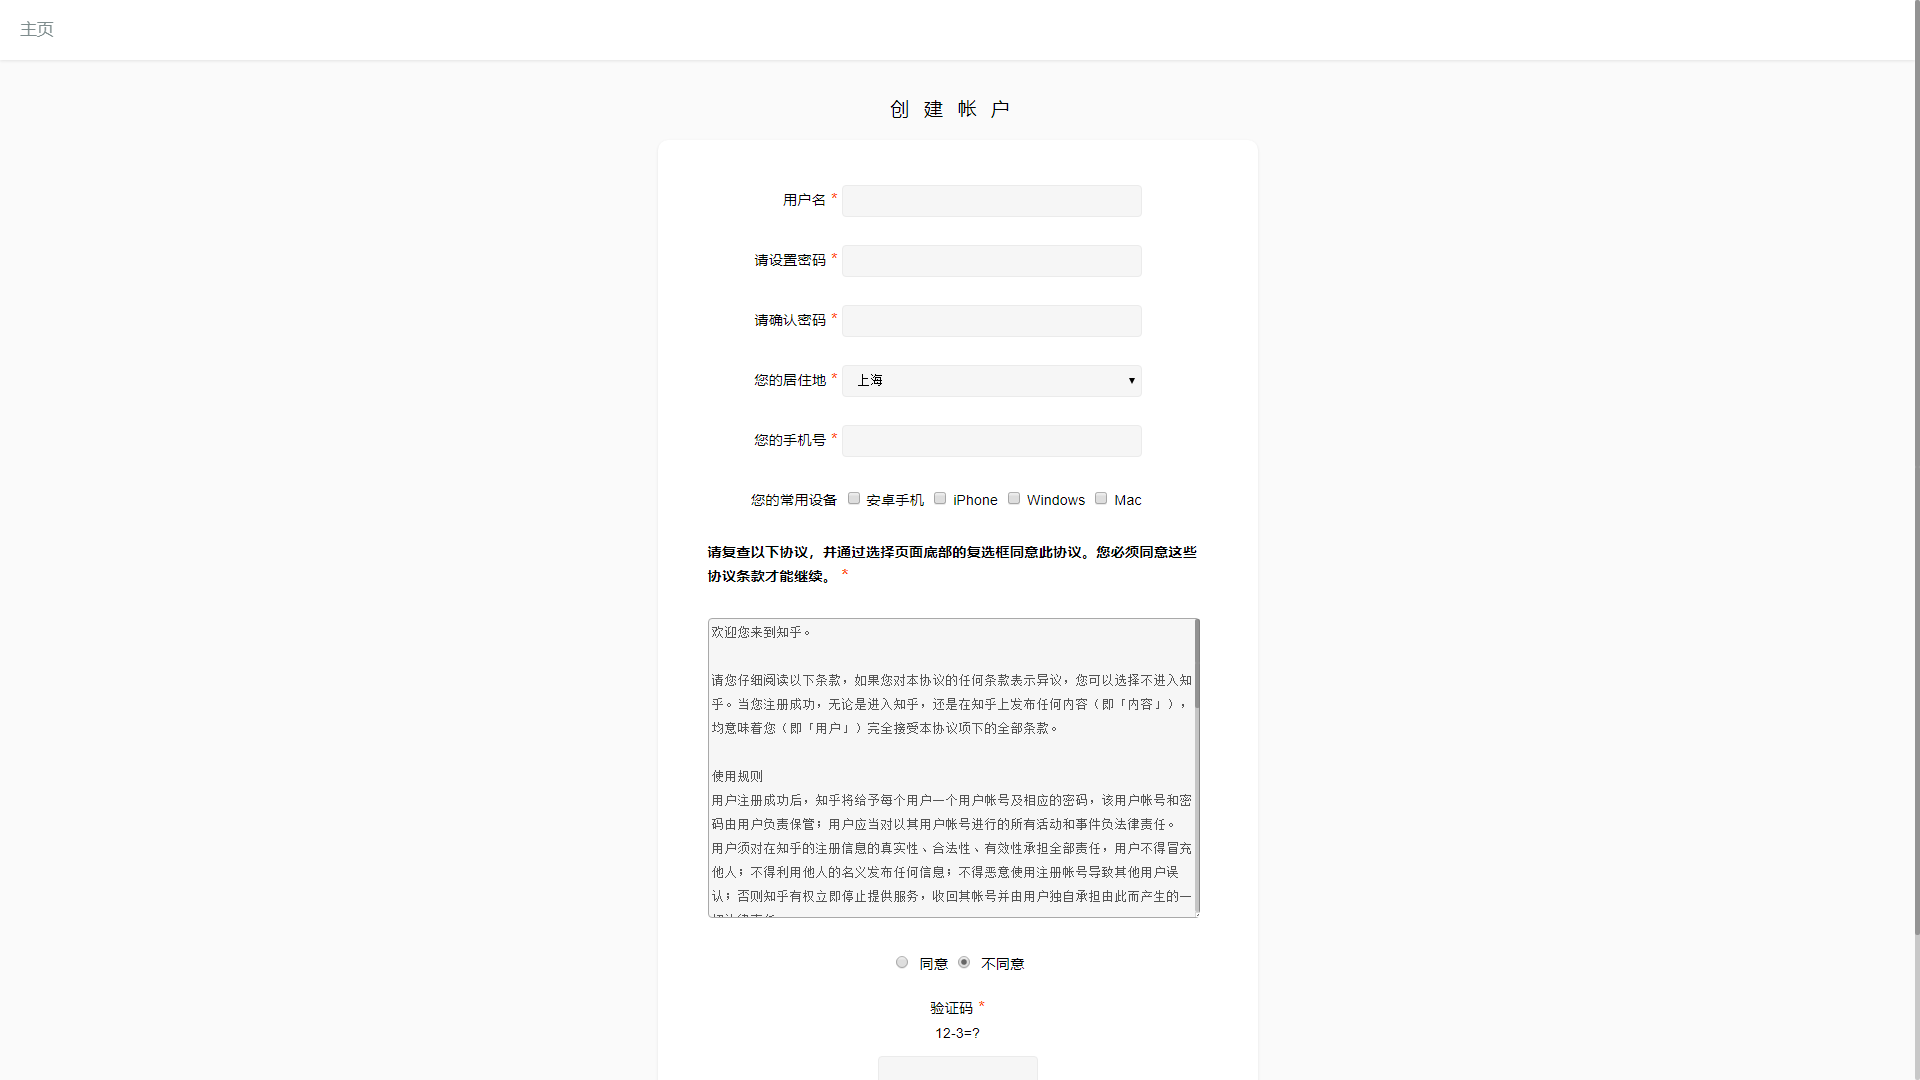 主页
创建帐户
用户名 *
请设置密码 *
请确认密码 *
您的居住地 * 上海
您的手机号 *
您的常用设备 安卓手机 iPhone Windows Mac
请复查以下协议，并通过选择页面底部的复选框同意此协议。您必须同意这些
协议条款才能继续。 *
欢迎您来到知乎。
请您仔细阅读以下条款，如果您对本协议的任何条款表示异议，您可以选择不进入知
乎。当您注册成功，无论是进入知乎，还是在知乎上发布任何内容（即「内容」），
均意味着您（即「用户」）完全接受本协议项下的全部条款。
使用规则
用户注册成功后，知乎将给予每个用户一个用户帐号及相应的密码，该用户帐号和密
码由用户负责保管；用户应当对以其用户帐号进行的所有活动和事件负法律责任。
用户须对在知乎的注册信息的真实性、合法性、有效性承担全部责任，用户不得冒充
他人；不得利用他人的名义发布任何信息；不得恶意使用注册帐号导致其他用户误
认；否则知乎有权立即停止提供服务，收回其帐号并由用户独自承担由此而产生的一
同意 不同意
验证码 *
12-3=?